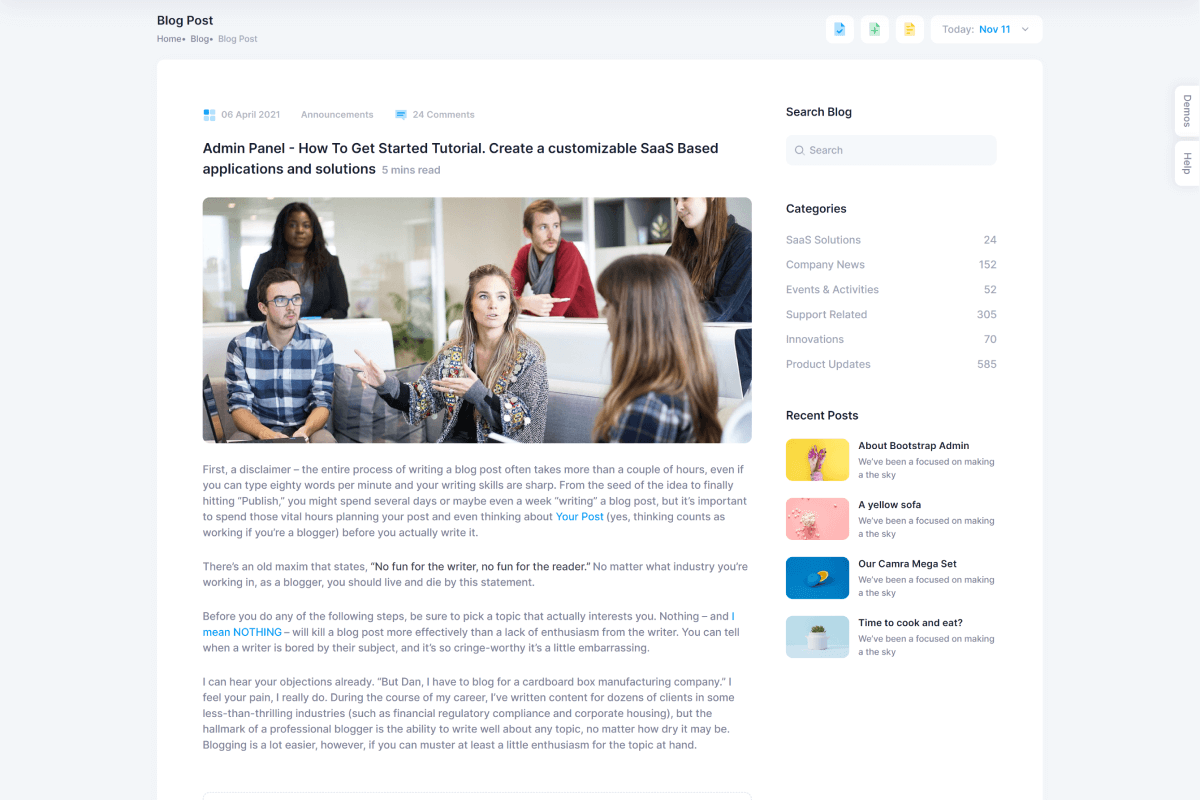 Blog Post
Home• Blog• Blog Post
Today: Nov 11
Demos
Help
06 April 2021 Announcements 24 Comments
Admin Panel - How To Get Started Tutorial. Create a customizable SaaS Based
applications and solutions 5 mins read
First, a disclaimer – the entire process of writing a blog post often takes more than a couple of hours, even if
you can type eighty words per minute and your writing skills are sharp. From the seed of the idea to finally
hitting “Publish,” you might spend several days or maybe even a week “writing” a blog post, but it’s important
to spend those vital hours planning your post and even thinking about Your Post (yes, thinking counts as
working if you’re a blogger) before you actually write it.
There’s an old maxim that states, “No fun for the writer, no fun for the reader.” No matter what industry you’re
working in, as a blogger, you should live and die by this statement.
Before you do any of the following steps, be sure to pick a topic that actually interests you. Nothing – and I
mean NOTHING – will kill a blog post more effectively than a lack of enthusiasm from the writer. You can tell
when a writer is bored by their subject, and it’s so cringe-worthy it’s a little embarrassing.
I can hear your objections already. “But Dan, I have to blog for a cardboard box manufacturing company.” I
feel your pain, I really do. During the course of my career, I’ve written content for dozens of clients in some
less-than-thrilling industries (such as financial regulatory compliance and corporate housing), but the
hallmark of a professional blogger is the ability to write well about any topic, no matter how dry it may be.
Blogging is a lot easier, however, if you can muster at least a little enthusiasm for the topic at hand.
Search Blog
Search
Categories
SaaS Solutions 24
Company News 152
Events & Activities 52
Support Related 305
Innovations 70
Product Updates 585
Recent Posts
About Bootstrap Admin
We’ve been a focused on making
a the sky
A yellow sofa
We’ve been a focused on making
a the sky
Our Camra Mega Set
We’ve been a focused on making
a the sky
Time to cook and eat?
We’ve been a focused on making
a the sky